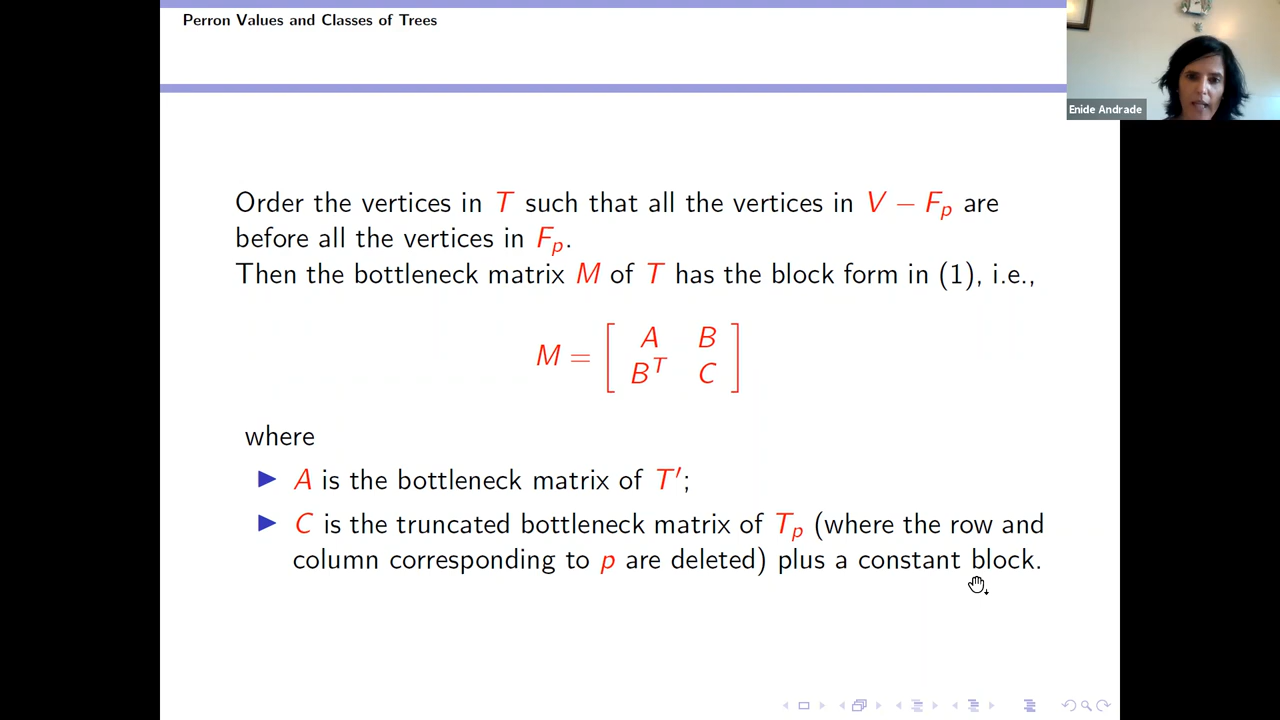 Perron Values and Classes of Trees
Enide Andrade
Order the vertices in T such that all the vertices in V − F_p are
before all the vertices in F_p.
Then the bottleneck matrix M of T has the block form in (1), i.e.,
M = [ A B
B^T C ]
where
▶ A is the bottleneck matrix of T′;
▶ C is the truncated bottleneck matrix of T_p (where the row and
column corresponding to p are deleted) plus a constant block.